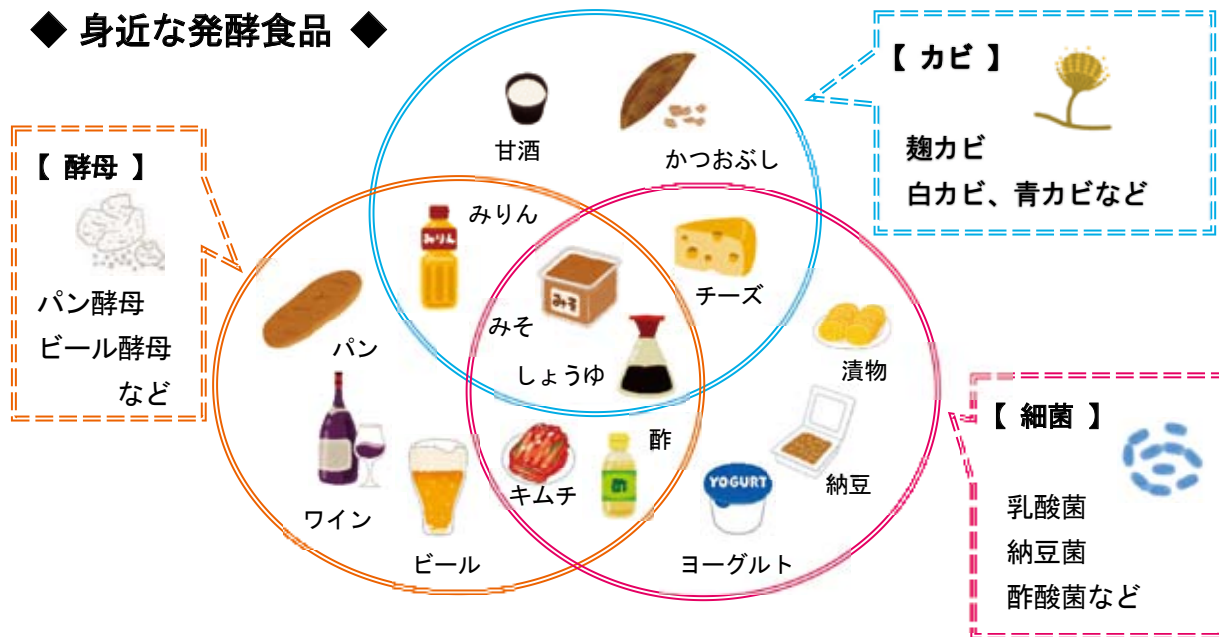 ◆ 身近な発酵食品 ◆
【 カビ 】
麹カビ
白カビ、青カビなど
【 酵母 】
パン酵母
ビール酵母
など
【 細菌 】
乳酸菌
納豆菌
酢酸菌など
甘酒
かつおぶし
みりん
みりん
チーズ
みそ
みそ
しょうゆ
パン
漬物
酢
酢
キムチ
納豆
YOGURT
ワイン
ビール
ヨーグルト